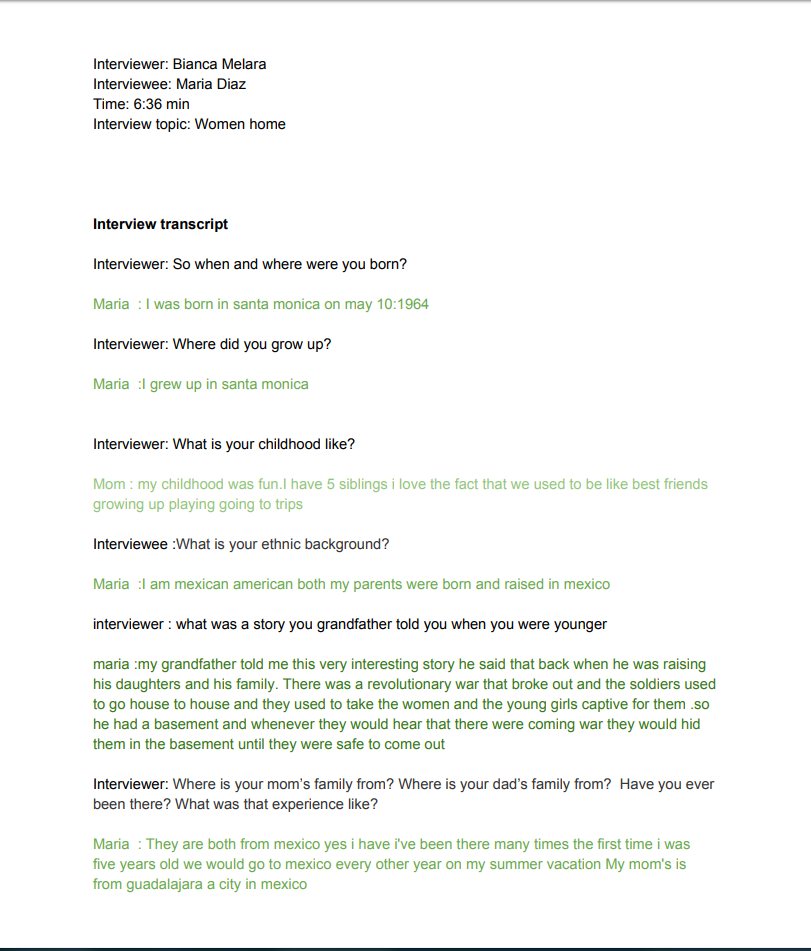 Interviewer: Bianca Melara
Interviewee: Maria Diaz
Time: 6:36 min
Interview topic: Women home
Interview transcript
Interviewer: So when and where were you born?
Maria  : I was born in santa monica on may 10:1964
Interviewer: Where did you grow up?
Maria  :I grew up in santa monica
Interviewer: What is your childhood like?
Mom : my childhood was fun.I have 5 siblings i love the fact that we used to be like best friends
growing up playing going to trips
Interviewee :What is your ethnic background?
Maria  :I am mexican american both my parents were born and raised in mexico
interviewer : what was a story you grandfather told you when you were younger
maria :my grandfather told me this very interesting story he said that back when he was raising
his daughters and his family. There was a revolutionary war that broke out and the soldiers used
to go house to house and they used to take the women and the young girls captive for them .so
he had a basement and whenever they would hear that there were coming war they would hid
them in the basement until they were safe to come out
Interviewer: Where is your mom’s family from? Where is your dad’s family from?  Have you ever
been there? What was that experience like?
Maria  : They are both from mexico yes i have i've been there many times the first time i was
five years old we would go to mexico every other year on my summer vacation My mom's is
from guadalajara a city in mexico